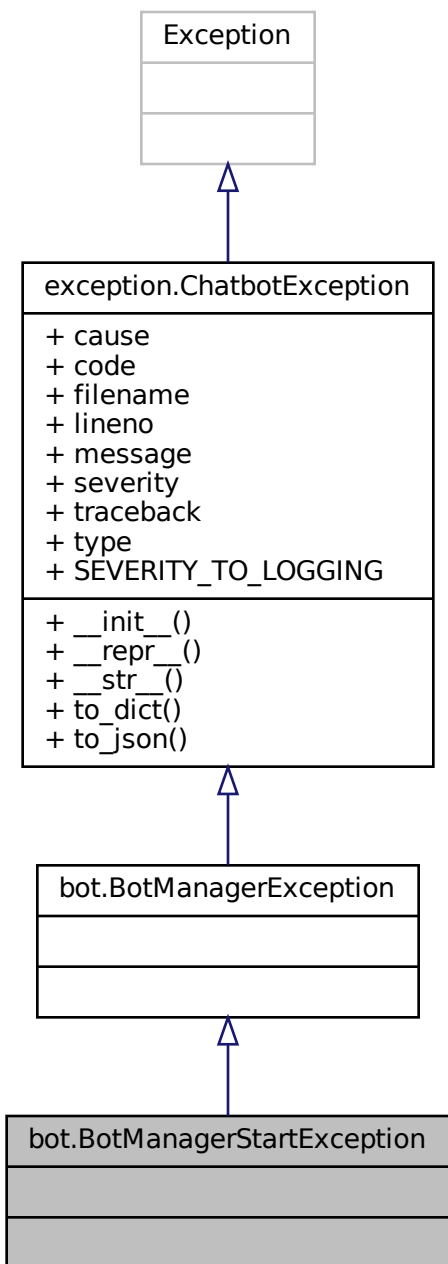 Exception
exception.ChatbotException
+ cause
+ code
+ filename
+ lineno
+ message
+ severity
+ traceback
+ type
+ SEVERITY_TO_LOGGING
+ __init__()
+ __repr__()
+ __str__()
+ to_dict()
+ to_json()
bot.BotManagerException
bot.BotManagerStartException